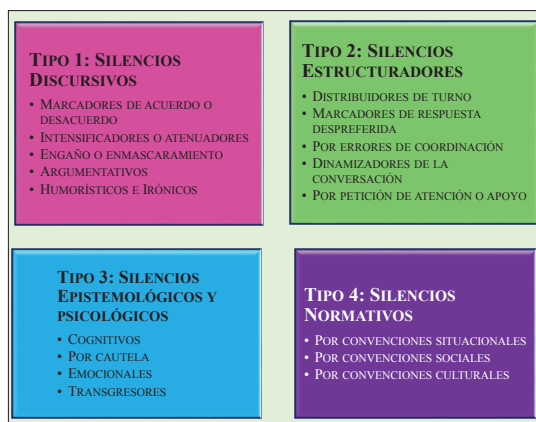 TIPO 1: SILENCIOS
DISCURSIVOS
• MARCADORES DE ACUERDO O
DESACUERDO
• INTENSIFICADORES O ATENUADORES
• ENGAÑO O ENMASCARAMIENTO
• ARGUMENTATIVOS
• HUMORÍSTICOS E IRÓNICOS
TIPO 2: SILENCIOS
ESTRUCTURADORES
• DISTRIBUIDORES DE TURNO
• MARCADORES DE RESPUESTA
DESPREFERIDA
• POR ERRORES DE COORDINACIÓN
• DINAMIZADORES DE LA
CONVERSACIÓN
• POR PETICIÓN DE ATENCIÓN O APOYO
TIPO 3: SILENCIOS
EPISTEMOLÓGICOS Y
PSICOLÓGICOS
• COGNITIVOS
• POR CAUTELA
• EMOCIONALES
• TRANSGRESORES
TIPO 4: SILENCIOS
NORMATIVOS
• POR CONVENCIONES SITUACIONALES
• POR CONVENCIONES SOCIALES
• POR CONVENCIONES CULTURALES